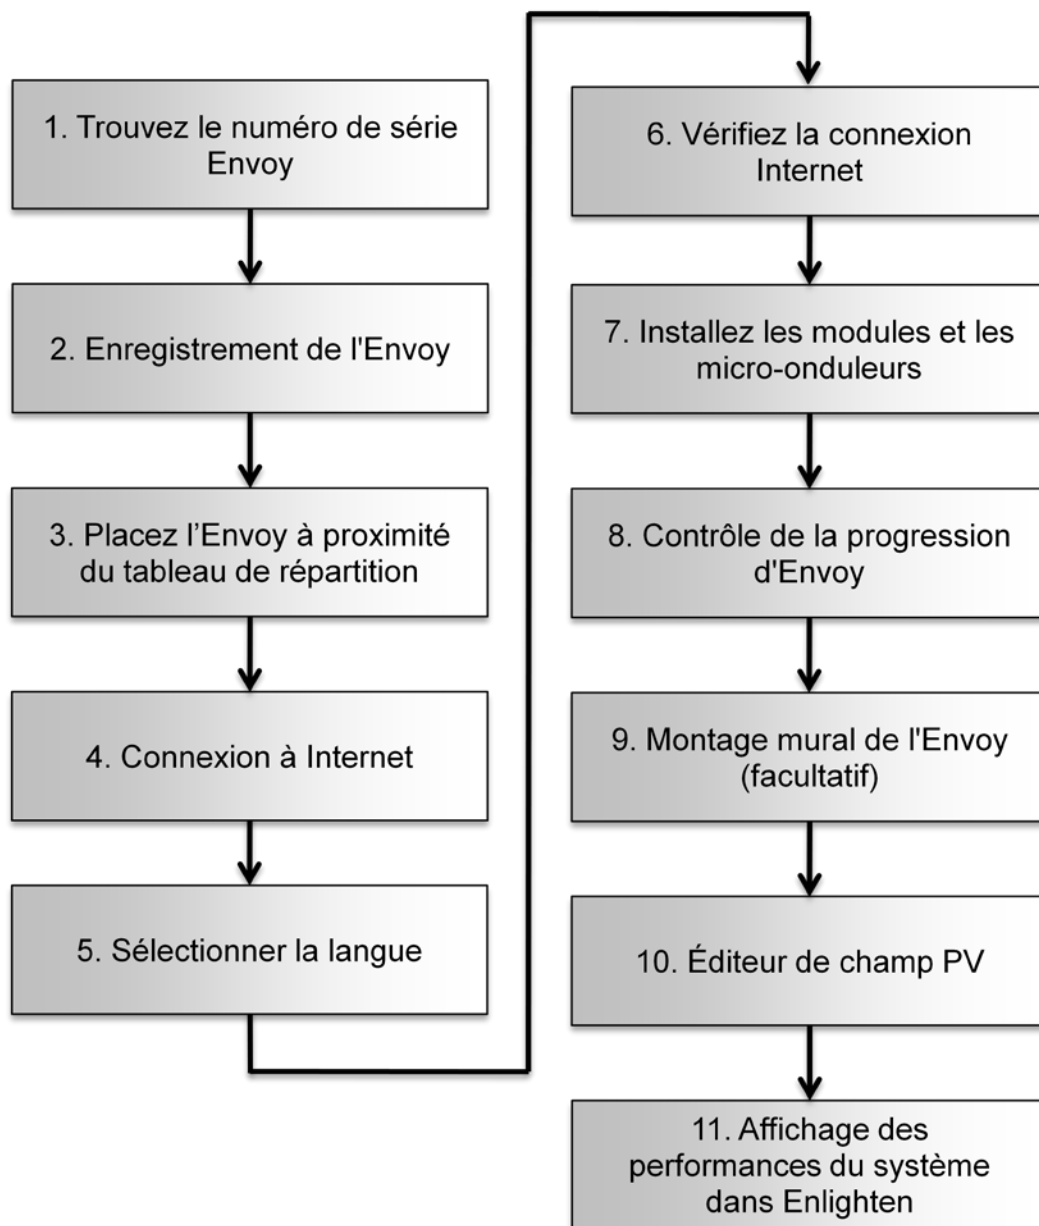 1. Trouvez le numéro de série
Envoy
2. Enregistrement de l'Envoy
3. Placez l’Envoy à proximité
du tableau de répartition
4. Connexion à Internet
5. Sélectionner la langue
6. Vérifiez la connexion
Internet
7. Installez les modules et les
micro-onduleurs
8. Contrôle de la progression
d'Envoy
9. Montage mural de l'Envoy
(facultatif)
10. Éditeur de champ PV
11. Affichage des
performances du système
dans Enlighten